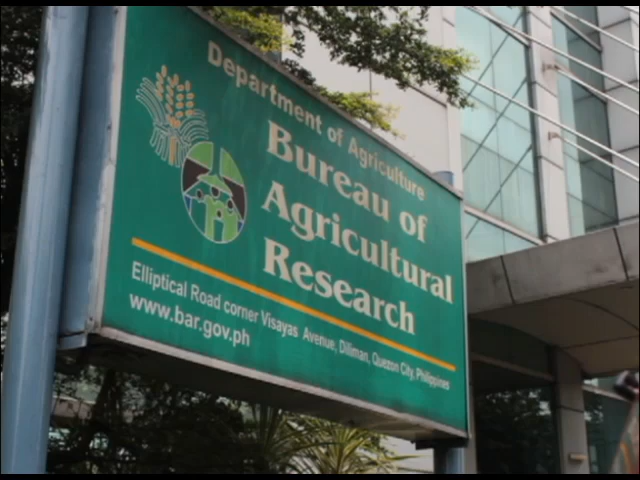 Department of Agriculture
Bureau of
Agricultural
Research
Elliptical Road corner Visayas Avenue, Diliman, Quezon City, Philippines
www.bar.gov.ph